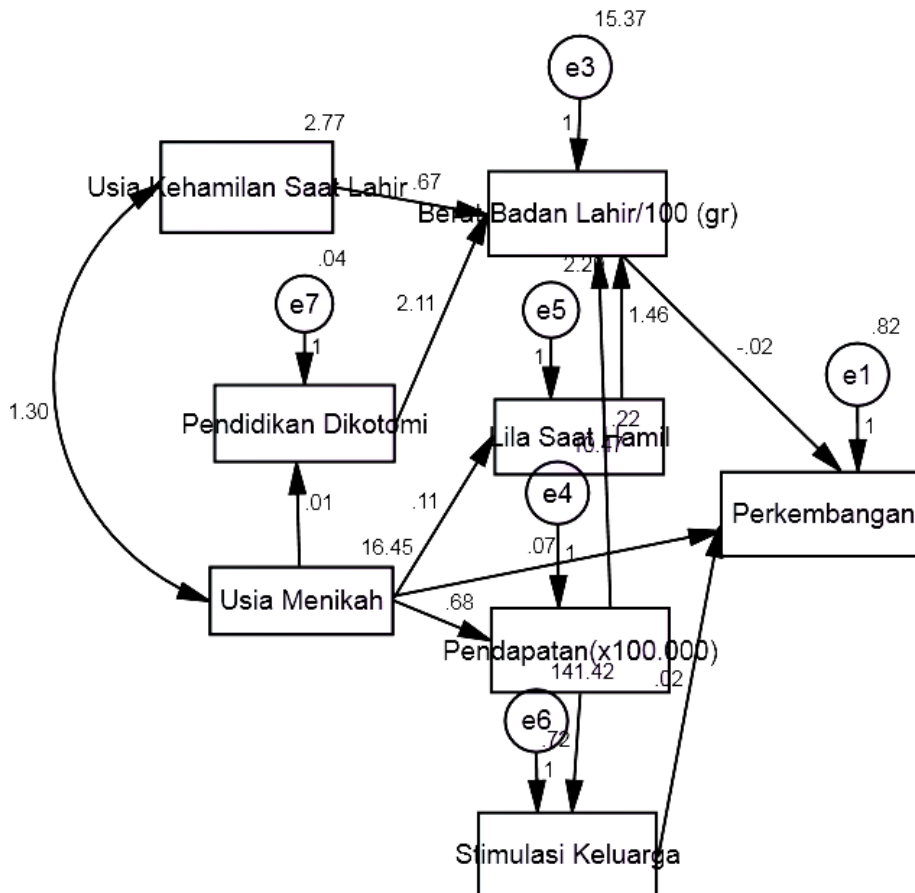 15.37
e3
2.77
1
Usia Kehamilan Saat Lahir
.67
Berat Badan Lahir/100 (gr)
.04
e7
e5
1.46
.82
2.11
-.02
e1
1
1
1
Pendidikan Dikotomi
.22
Lila Saat Hamil
1.30
e4
.01
.11
Perkembangan
16.45
.07
1
Usia Menikah
.68
Pendapatan(x100.000)
141.42
.02
e6
.72
1
Stimulasi Keluarga